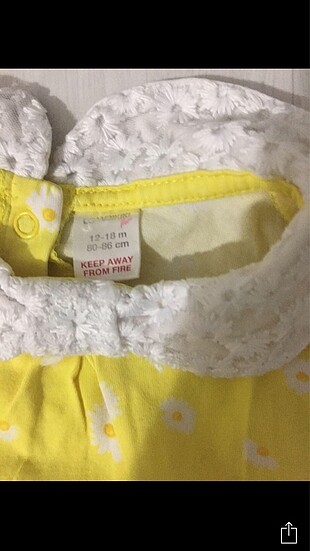 12-18 m
80-86 cm
KEEP AWAY
FROM FIRE